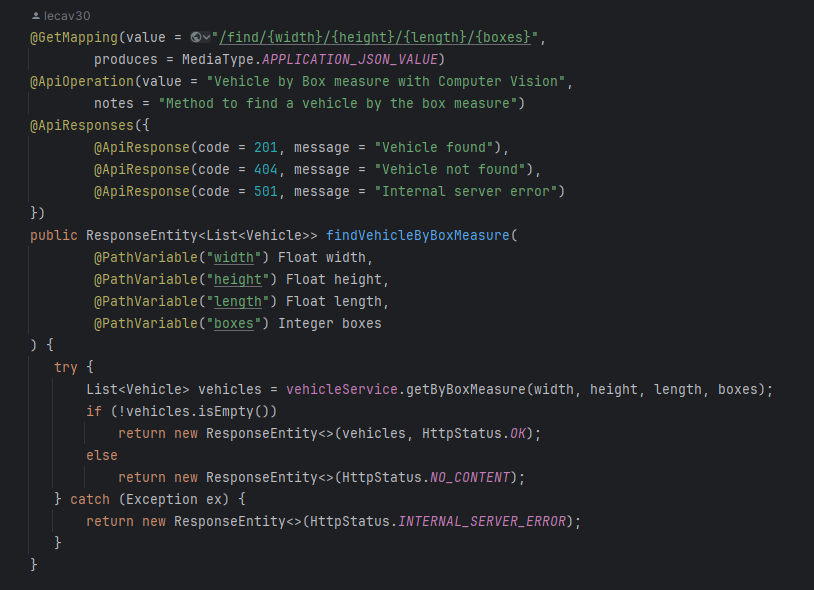 lecav30
@GetMapping(value = "/find/{width}/{height}/{length}/{boxes}",
        produces = MediaType.APPLICATION_JSON_VALUE)
@ApiOperation(value = "Vehicle by Box measure with Computer Vision",
        notes = "Method to find a vehicle by the box measure")
@ApiResponses({
        @ApiResponse(code = 201, message = "Vehicle found"),
        @ApiResponse(code = 404, message = "Vehicle not found"),
        @ApiResponse(code = 501, message = "Internal server error")
})
public ResponseEntity<List<Vehicle>> findVehicleByBoxMeasure(
        @PathVariable("width") Float width,
        @PathVariable("height") Float height,
        @PathVariable("length") Float length,
        @PathVariable("boxes") Integer boxes
) {
   try {
       List<Vehicle> vehicles = vehicleService.getByBoxMeasure(width, height, length, boxes);
       if (!vehicles.isEmpty())
           return new ResponseEntity<>(vehicles, HttpStatus.OK);
       else
           return new ResponseEntity<>(HttpStatus.NO_CONTENT);
   } catch (Exception ex) {
       return new ResponseEntity<>(HttpStatus.INTERNAL_SERVER_ERROR);
   }
}